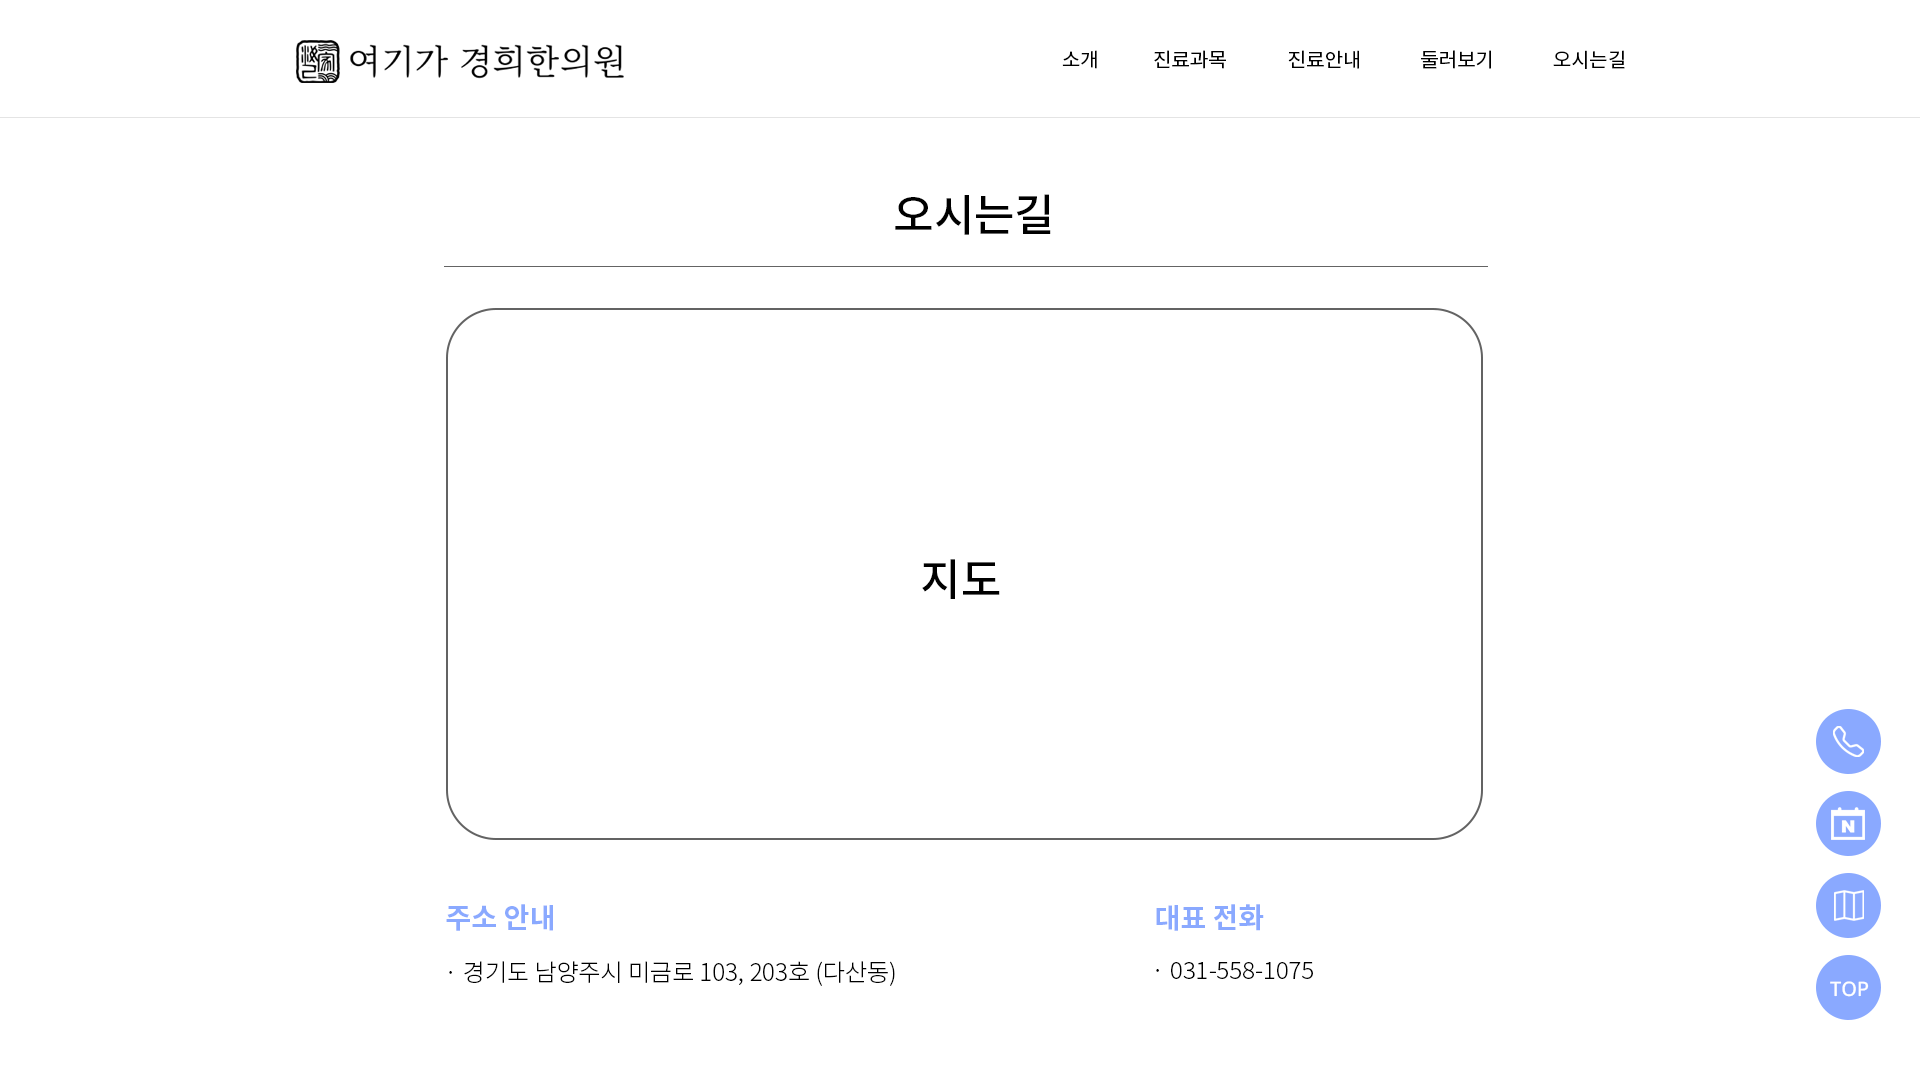 여기가 경희한의원
소개 진료과목 진료안내 둘러보기 오시는길
오시는길
지도
주소 안내
· 경기도 남양주시 미금로 103, 203호 (다산동)
대표 전화
· 031-558-1075
N
TOP